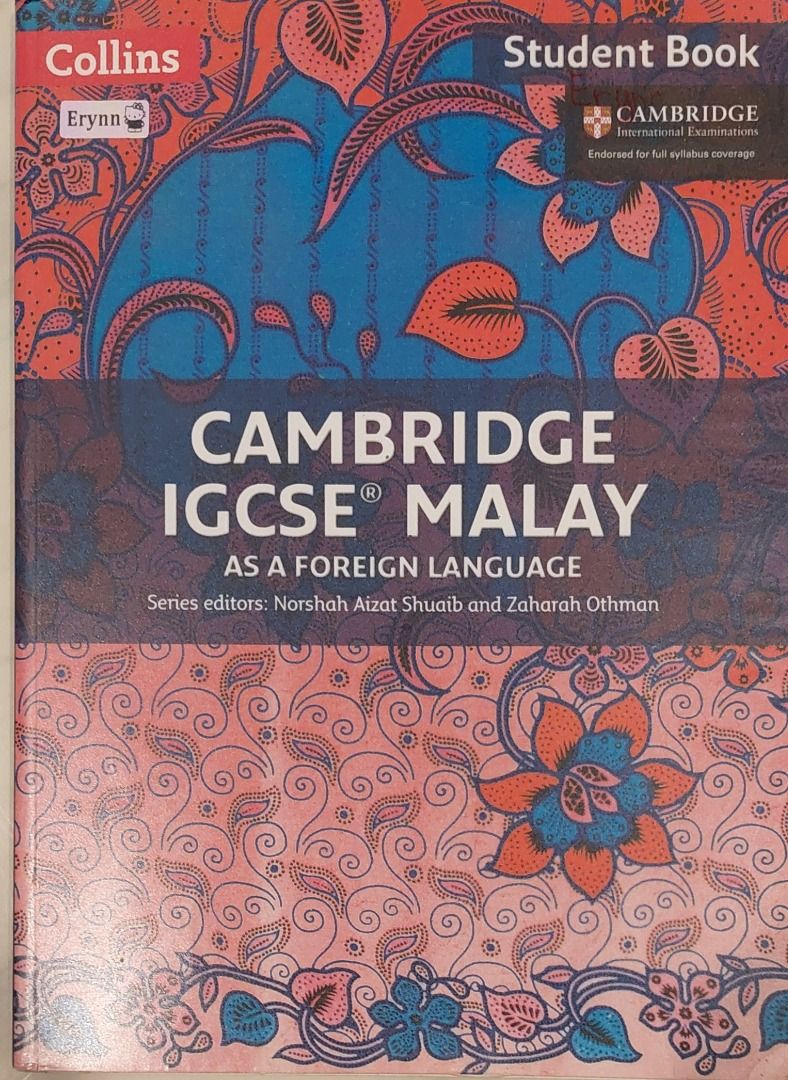 Collins
Student Book
Erynn
Erynn
CAMBRIDGE
International Examinations
Endorsed for full syllabus coverage
CAMBRIDGE
IGCSE® MALAY
AS A FOREIGN LANGUAGE
Series editors: Norshah Aizat Shuaib and Zaharah Othman